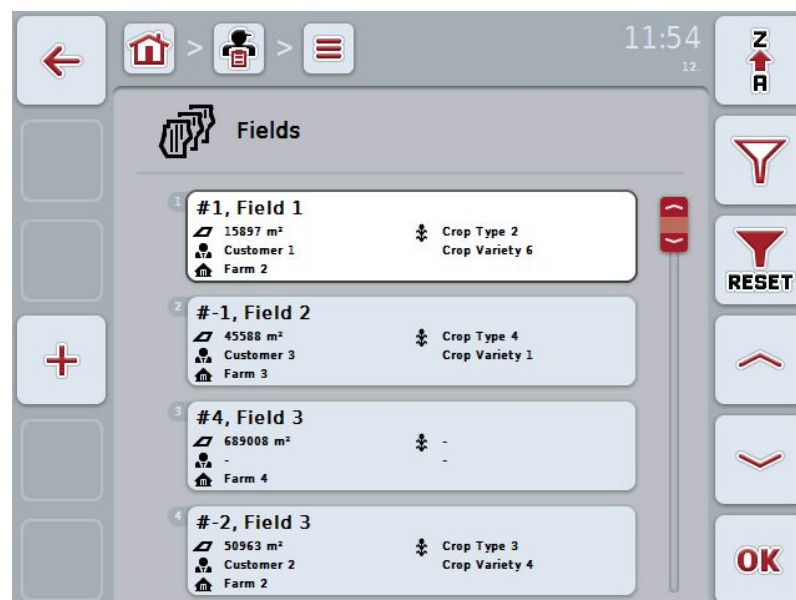 > >
11:54
12.
Z
A
Fields
1
#1, Field 1
15897 m²
Crop Type 2
Customer 1
Crop Variety 6
Farm 2
RESET
2
#-1, Field 2
45588 m²
Crop Type 4
Customer 3
Crop Variety 1
Farm 3
3
#4, Field 3
689008 m²
-
-
-
Farm 4
4
#-2, Field 3
50963 m²
Crop Type 3
Customer 2
Crop Variety 4
Farm 2
OK